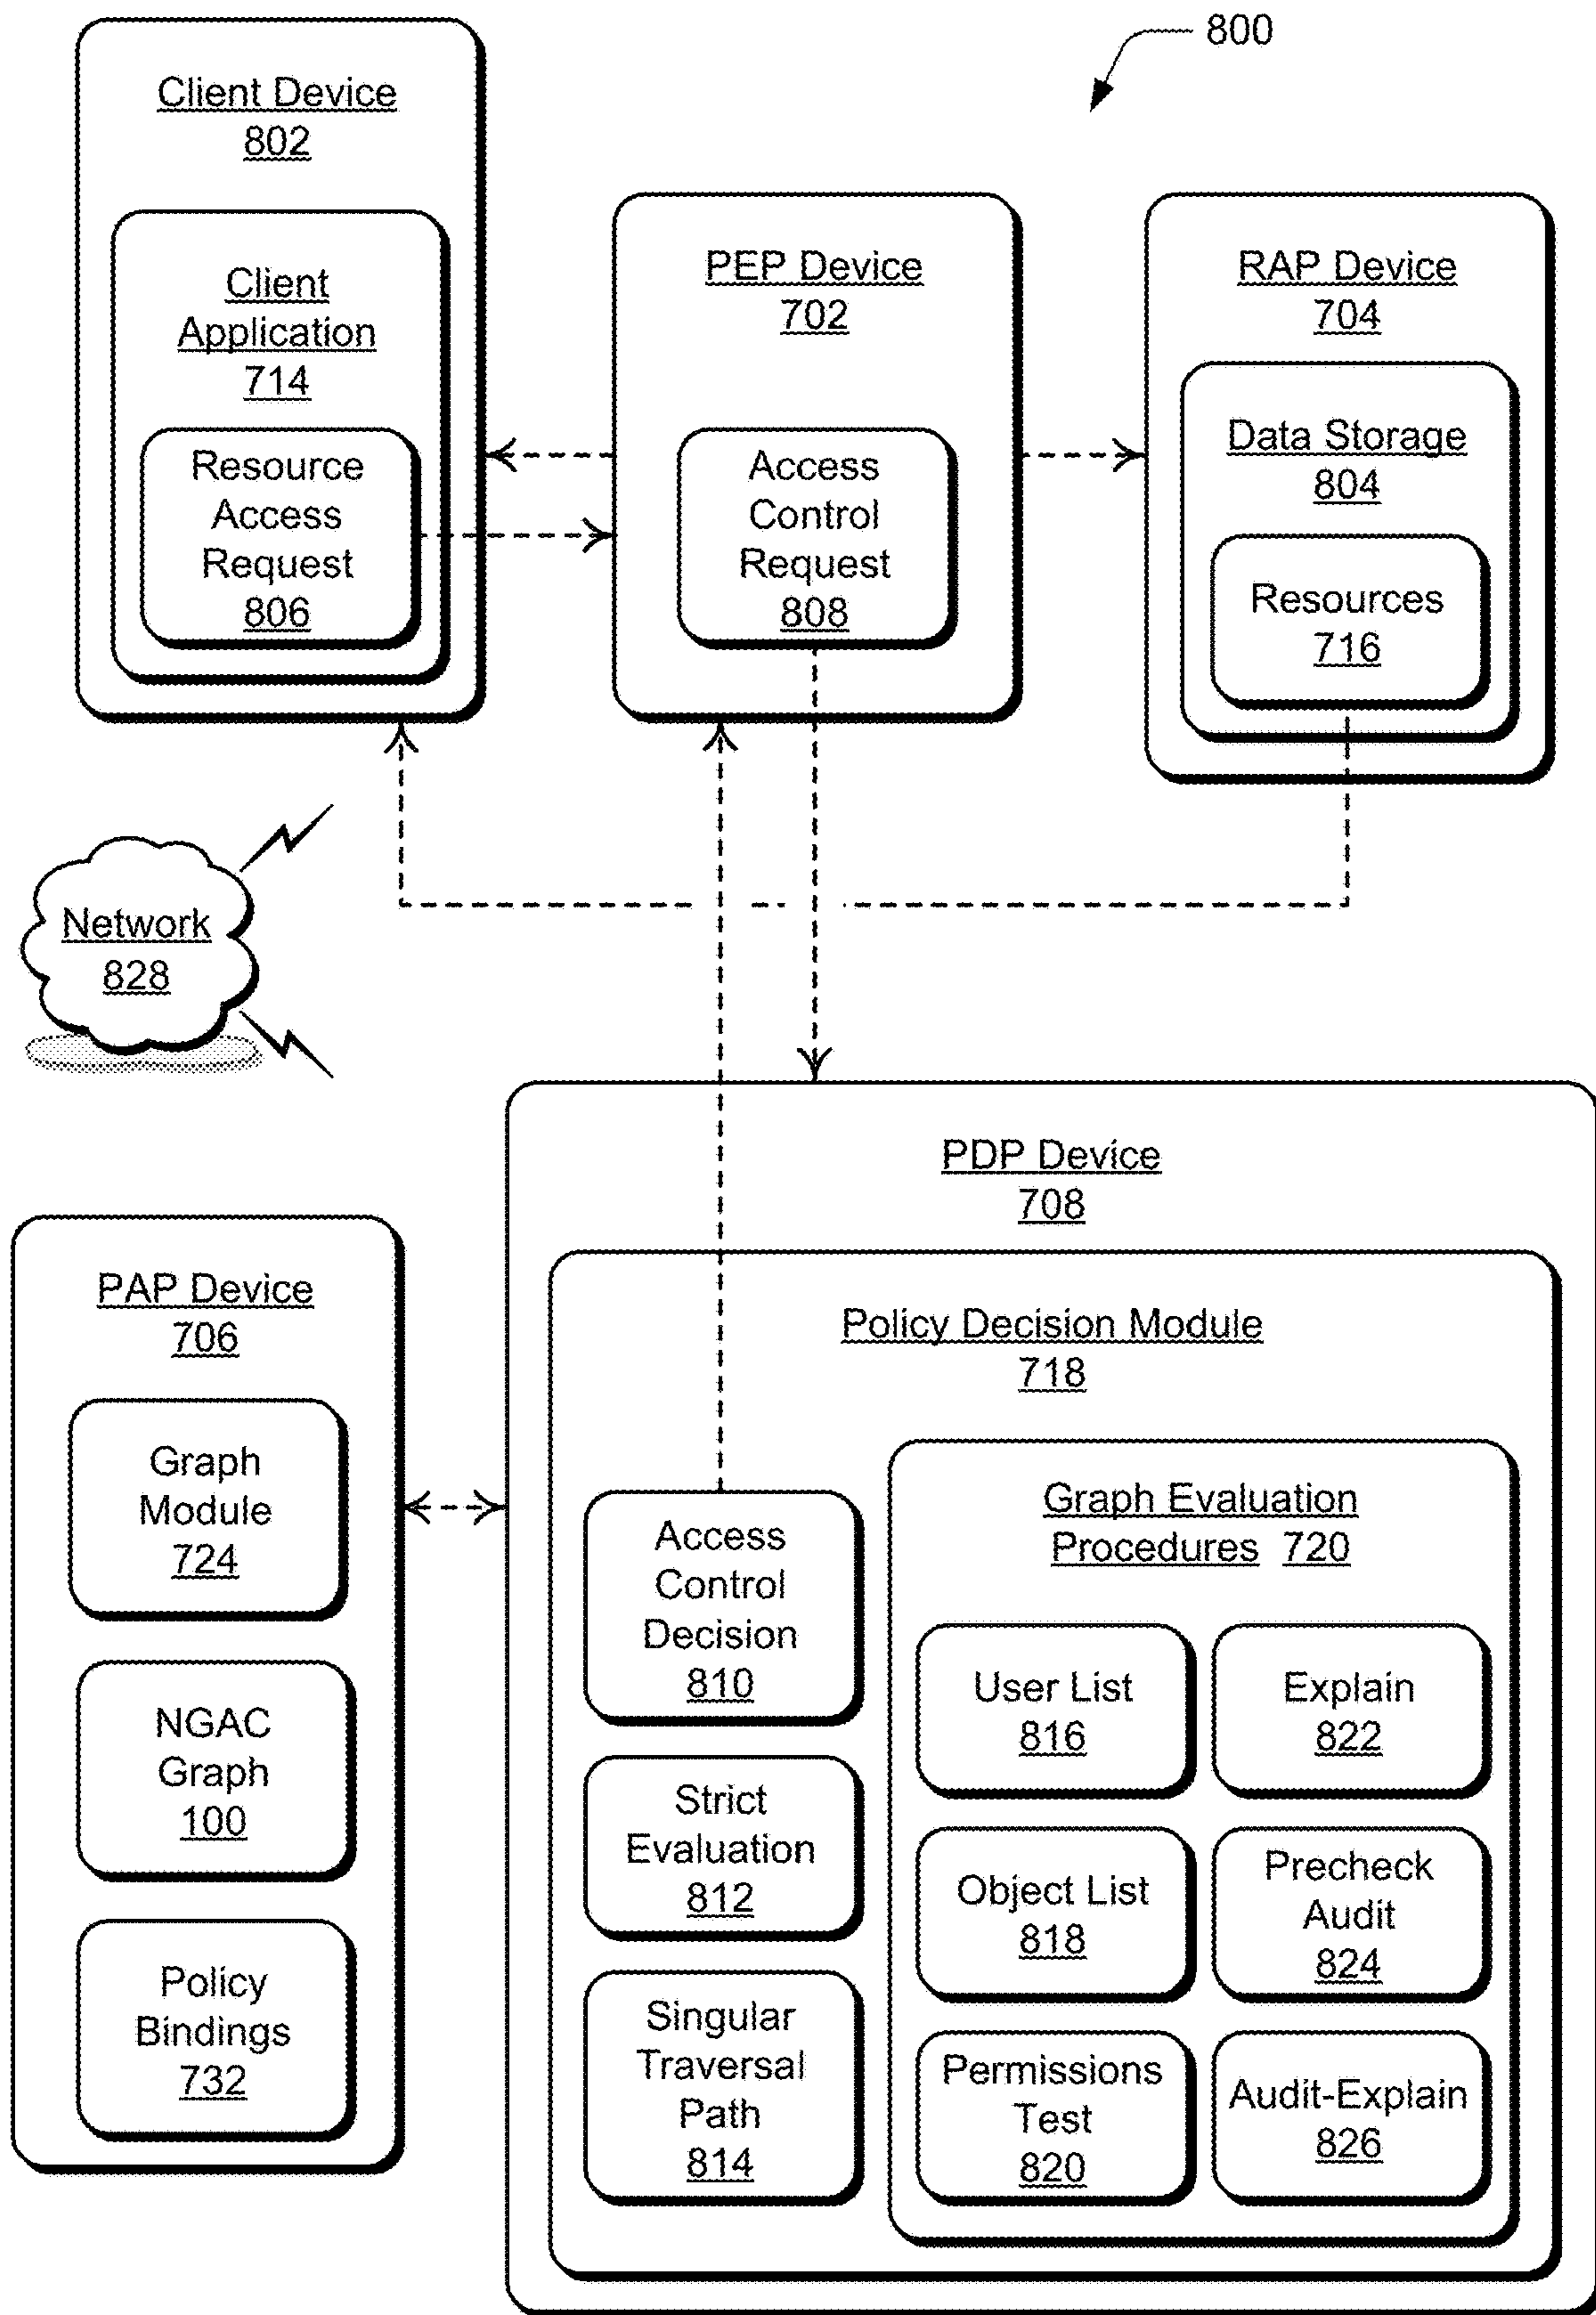 800
Client Device
802
Client
Application
714
Resource
Access
Request
806
PEP Device
702
Access
Control
Request
808
RAP Device
704
Data Storage
804
Resources
716
Network
828
PDP Device
708
Policy Decision Module
718
PAP Device
706
Graph
Module
724
NGAC
Graph
100
Policy
Bindings
732
Access
Control
Decision
810
Strict
Evaluation
812
Singular
Traversal
Path
814
Graph Evaluation
Procedures 720
User List
816
Explain
822
Object List
818
Precheck
Audit
824
Permissions
Test
820
Audit-Explain
826